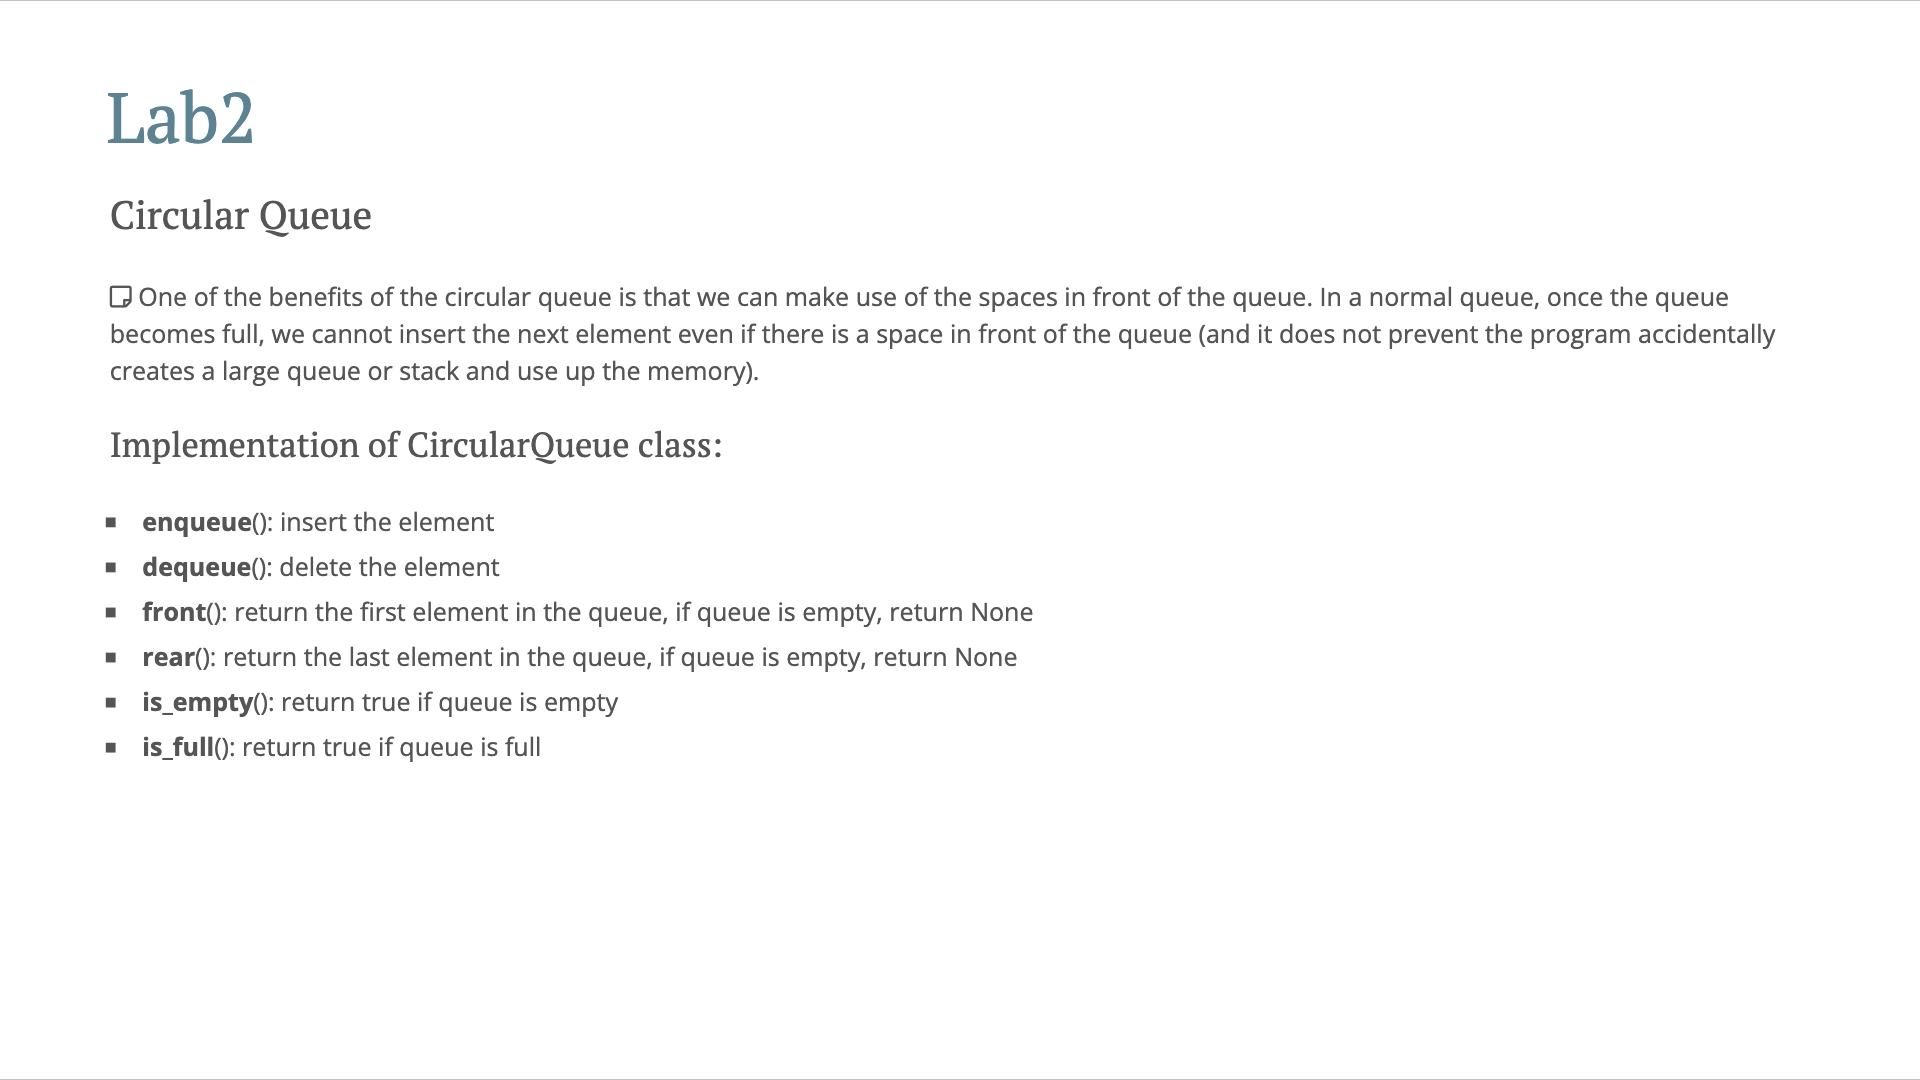 Lab2
Circular Queue
One of the benefits of the circular queue is that we can make use of the spaces in front of the queue. In a normal queue, once the queue
becomes full, we cannot insert the next element even if there is a space in front of the queue (and it does not prevent the program accidentally
creates a large queue or stack and use up the memory).
Implementation of CircularQueue class:
▪ enqueue(): insert the element
▪ dequeue(): delete the element
▪ front(): return the first element in the queue, if queue is empty, return None
▪ rear(): return the last element in the queue, if queue is empty, return None
▪ is_empty(): return true if queue is empty
▪ is_full(): return true if queue is full